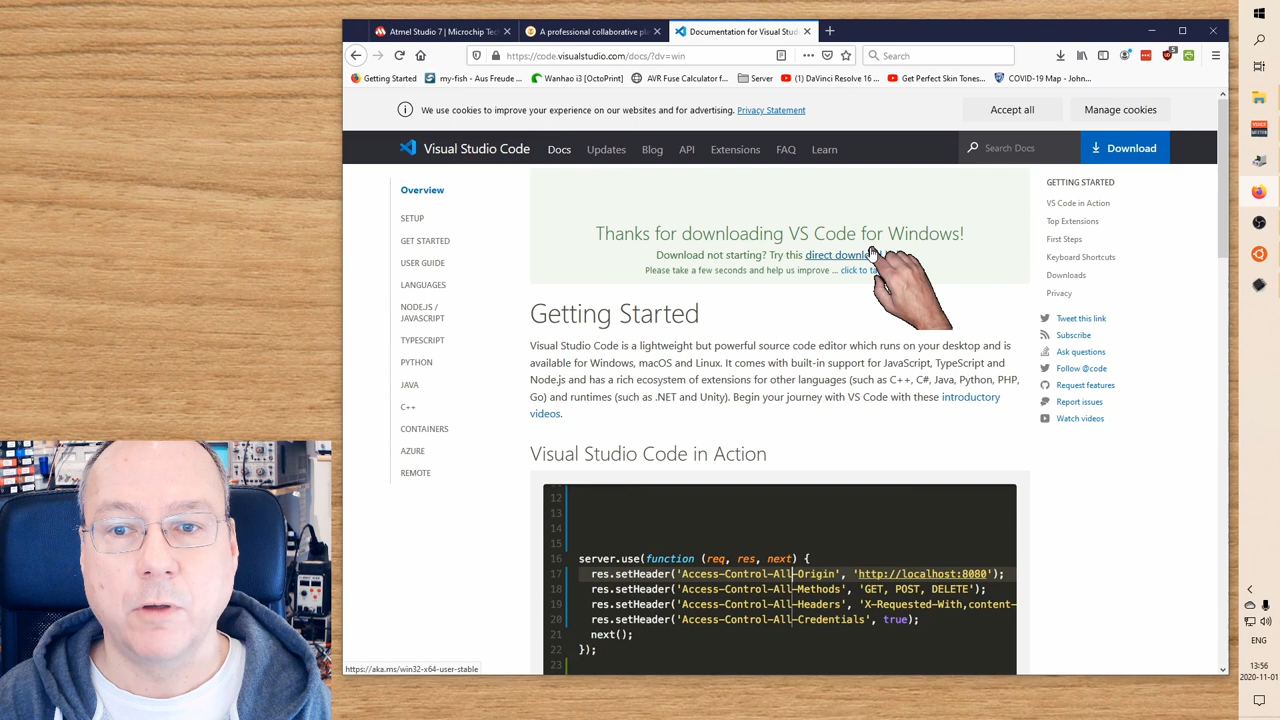 Atmel Studio 7 | Microchip Tec
A professional collaborative pl
Documentation for Visual Stu
https://code.visualstudio.com/docs/?dv=win
Search
Getting Started
my-fish - Aus Freude ...
Wanhao i3 [OctoPrint]
AVR Fuse Calculator f...
Server
(1) DaVinci Resolve 16 ...
Get Perfect Skin Tones...
COVID-19 Map - John...
We use cookies to improve your experience on our websites and for advertising. Privacy Statement
Accept all
Manage cookies
Visual Studio Code
Docs
Updates
Blog
API
Extensions
FAQ
Learn
Search Docs
Download
Overview
SETUP
GET STARTED
USER GUIDE
LANGUAGES
NODE.JS /
JAVASCRIPT
TYPESCRIPT
PYTHON
JAVA
C++
CONTAINERS
AZURE
REMOTE
Thanks for downloading VS Code for Windows!
Download not starting? Try this direct downl
Please take a few seconds and help us improve ... click to ta
Getting Started
Visual Studio Code is a lightweight but powerful source code editor which runs on your desktop and is
available for Windows, macOS and Linux. It comes with built-in support for JavaScript, TypeScript and
Node.js and has a rich ecosystem of extensions for other languages (such as C++, C#, Java, Python, PHP,
Go) and runtimes (such as .NET and Unity). Begin your journey with VS Code with these introductory
videos.
Visual Studio Code in Action
12
13
14
15
16 server.use(function (req, res, next) {
17 res.setHeader('Access-Control-All-Origin', 'http://localhost:8080');
18 res.setHeader('Access-Control-All-Methods', 'GET, POST, DELETE');
19 res.setHeader('Access-Control-All-Headers', 'X-Requested-With,content-
20 res.setHeader('Access-Control-All-Credentials', true);
21 next();
22 });
23
GETTING STARTED
VS Code in Action
Top Extensions
First Steps
Keyboard Shortcuts
Downloads
Privacy
Tweet this link
Subscribe
Ask questions
Follow @code
Request features
Report issues
Watch videos
https://aka.ms/win32-x64-user-stable
ENG
13:56
2020-11-01